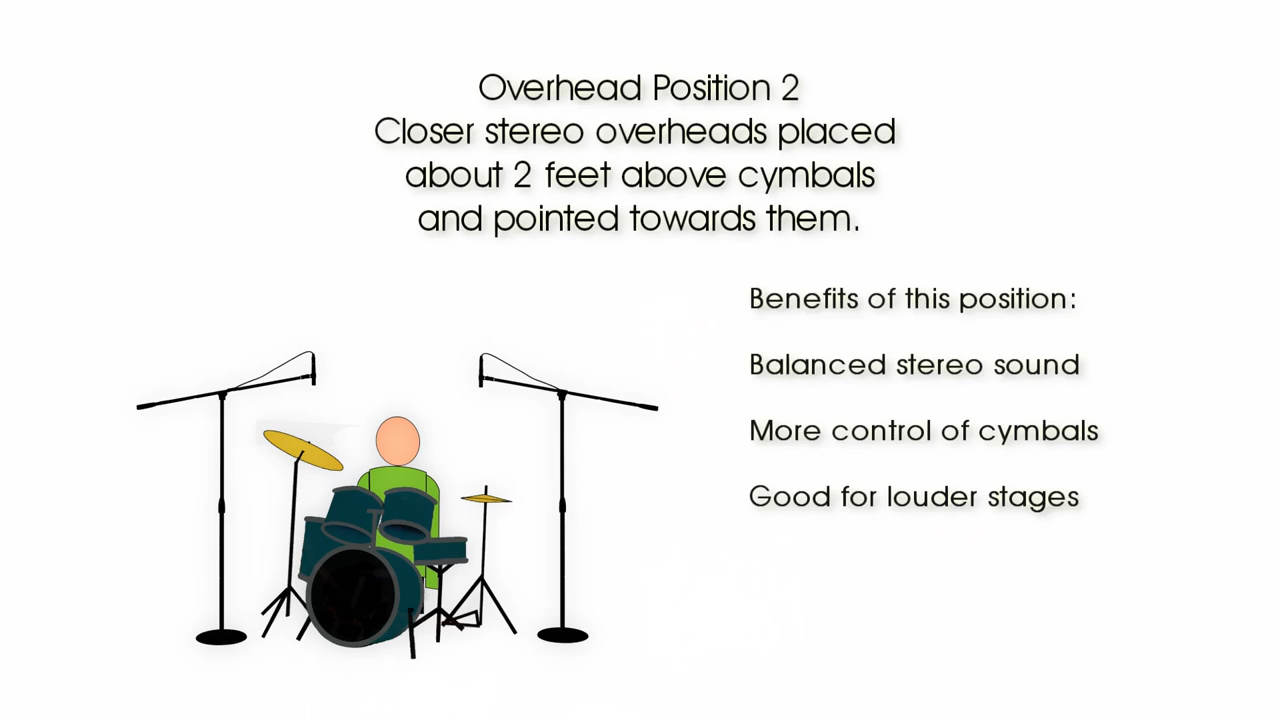 Overhead Position 2
Closer stereo overheads placed
about 2 feet above cymbals
and pointed towards them.
Benefits of this position:
Balanced stereo sound
More control of cymbals
Good for louder stages